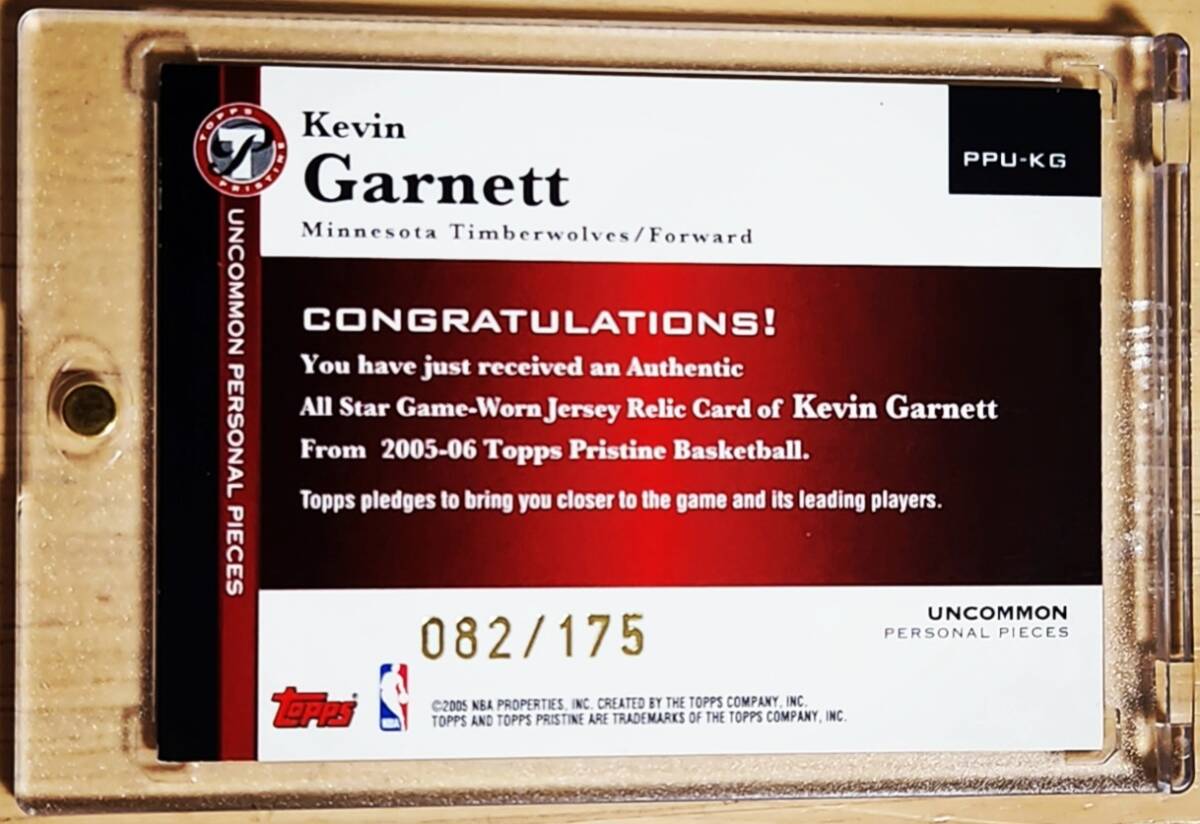 TOPPS
PRISTINE
Kevin
Garnett
Minnesota Timberwolves/Forward
PPU-KG
UNCOMMON PERSONAL PIECES
CONGRATULATIONS!
You have just received an Authentic
All Star Game-Worn Jersey Relic Card of Kevin Garnett
From 2005-06 Topps Pristine Basketball.
Topps pledges to bring you closer to the game and its leading players.
082/175
UNCOMMON
PERSONAL PIECES
Topps
©2005 NBA PROPERTIES, INC. CREATED BY THE TOPPS COMPANY, INC.
TOPPS AND TOPPS PRISTINE ARE TRADEMARKS OF THE TOPPS COMPANY, INC.